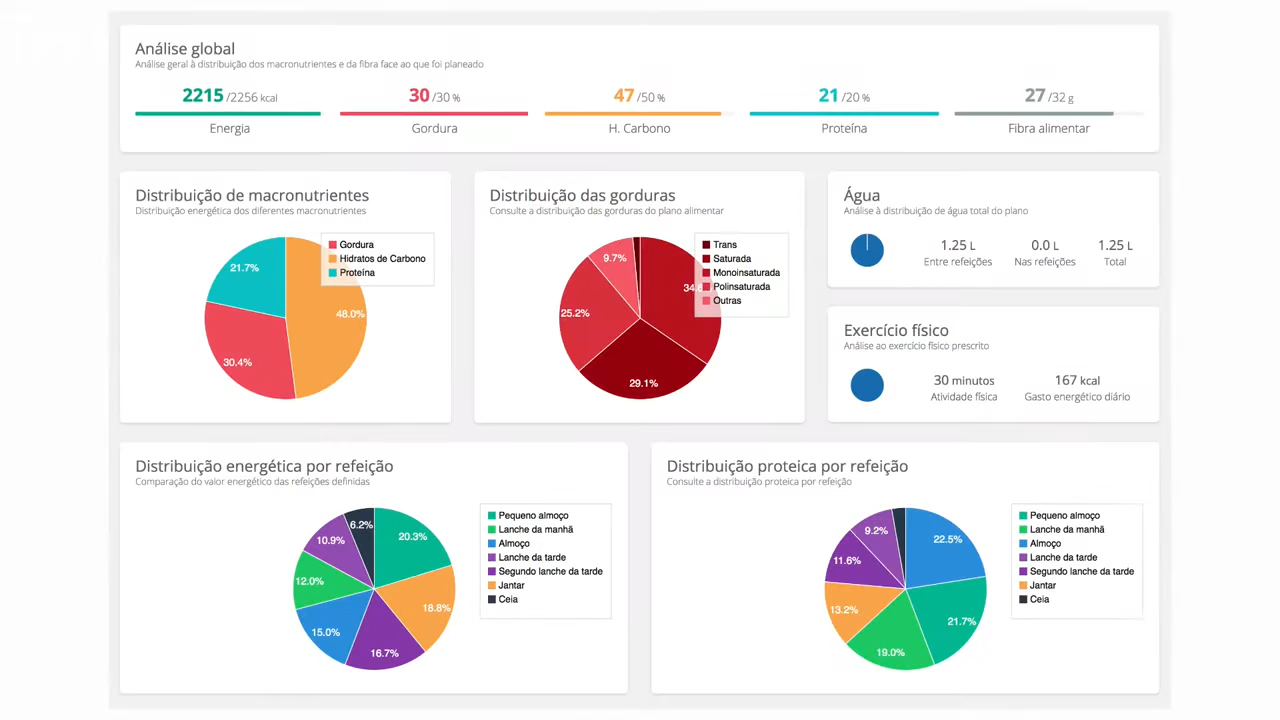 Análise global
Análise geral à distribuição dos macronutrientes e da fibra face ao que foi planeado
2215 /2256 kcal
Energia
30 /30 %
Gordura
47 /50 %
H. Carbono
21 /20 %
Proteína
27 /32 g
Fibra alimentar
Distribuição de macronutrientes
Distribuição energética dos diferentes macronutrientes
Gordura
Hidratos de Carbono
Proteína
21.7%
48.0%
30.4%
Distribuição das gorduras
Consulte a distribuição das gorduras do plano alimentar
Trans
Saturada
Monoinsaturada
Polinsaturada
Outras
9.7%
25.2%
29.1%
Água
Análise à distribuição de água total do plano
1.25 L
Entre refeições
0.0 L
Nas refeições
1.25 L
Total
Exercício físico
Análise ao exercício físico prescrito
30 minutos
Atividade física
167 kcal
Gasto energético diário
Distribuição energética por refeição
Comparação do valor energético das refeições definidas
6.2%
20.3%
10.9%
12.0%
18.8%
15.0%
16.7%
Pequeno almoço
Lanche da manhã
Almoço
Lanche da tarde
Segundo lanche da tarde
Jantar
Ceia
Distribuição proteica por refeição
Consulte a distribuição proteica por refeição
9.2%
22.5%
11.6%
13.2%
21.7%
19.0%
Pequeno almoço
Lanche da manhã
Almoço
Lanche da tarde
Segundo lanche da tarde
Jantar
Ceia